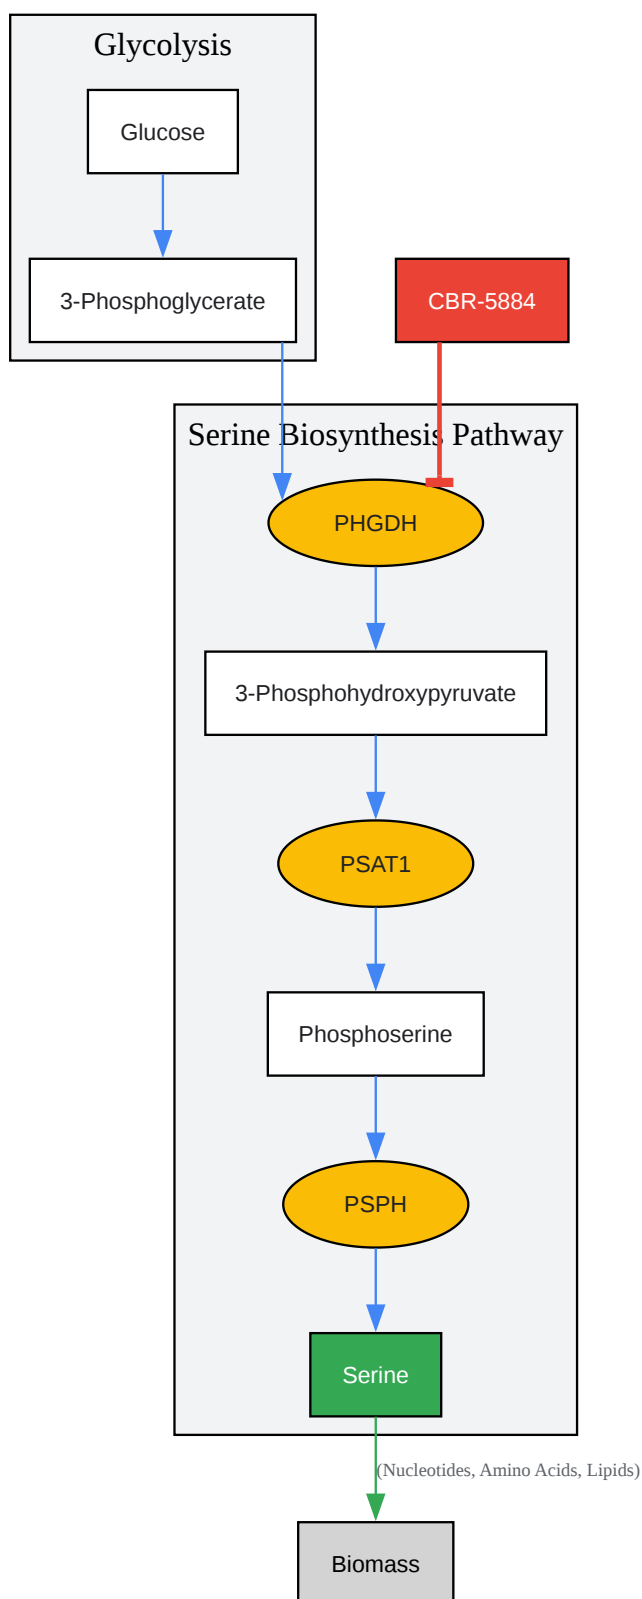 Glycolysis
Glucose
3-Phosphoglycerate
CBR-5884
Serine Biosynthesis Pathway
PHGDH
3-Phosphohydroxypyruvate
PSAT1
Phosphoserine
PSPH
Serine
(Nucleotides, Amino Acids, Lipids)
Biomass